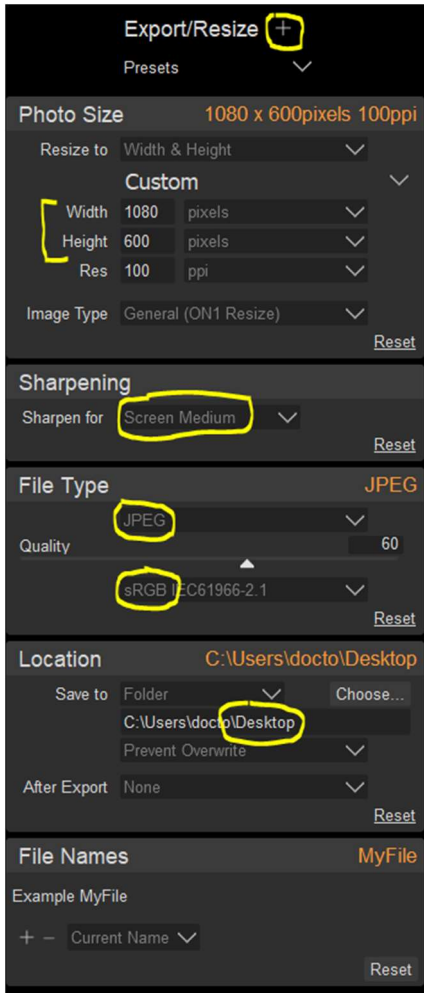 Export/Resize +
Presets
Photo Size 1080 x 600pixels 100ppi
Resize to Width & Height
Custom
Width 1080 pixels
Height 600 pixels
Res 100 ppi
Image Type General (ON1 Resize)
Reset
Sharpening
Sharpen for Screen Medium
Reset
File Type JPEG
JPEG
Quality 60
sRGB IEC61966-2.1
Reset
Location C:\Users\docto\Desktop
Save to Folder Choose...
C:\Users\docto\Desktop
Prevent Overwrite
After Export None
Reset
File Names MyFile
Example MyFile
+ − Current Name
Reset